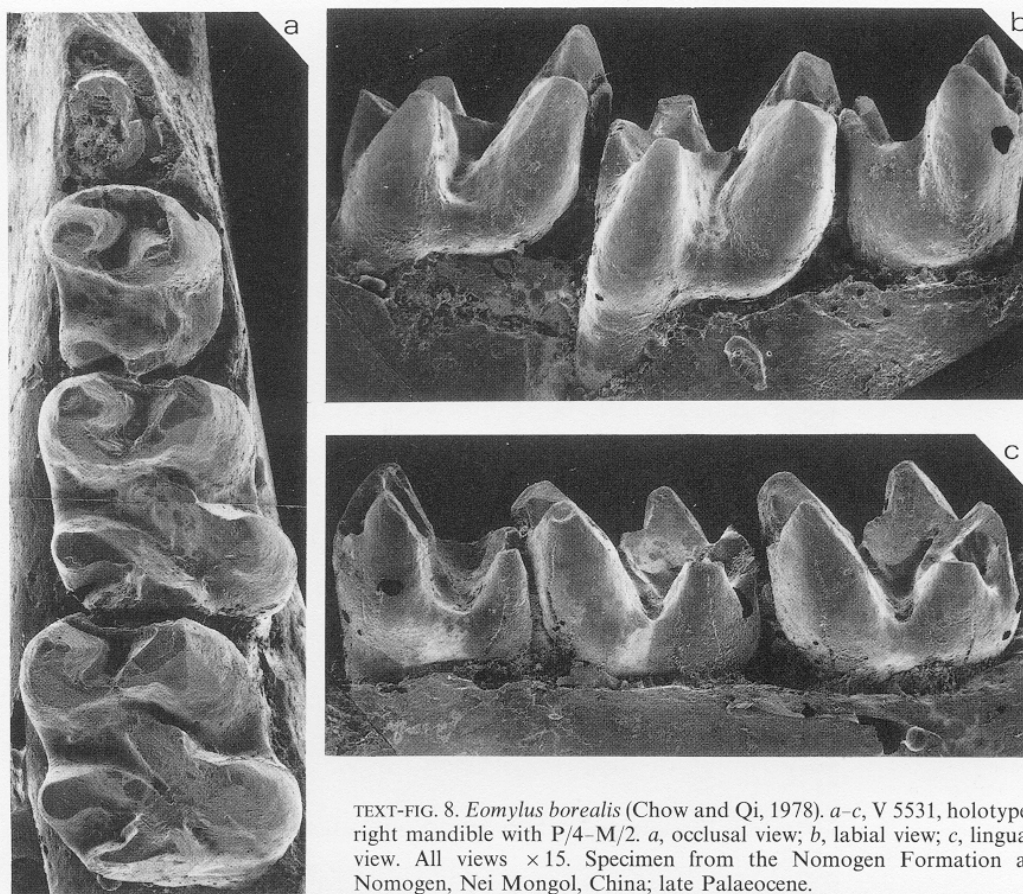 a
b
c
TEXT-FIG. 8. Eomylus borealis (Chow and Qi, 1978). a–c, V 5531, holotype
right mandible with P/4–M/2. a, occlusal view; b, labial view; c, lingua
view. All views ×15. Specimen from the Nomogen Formation a
Nomogen, Nei Mongol, China; late Palaeocene.